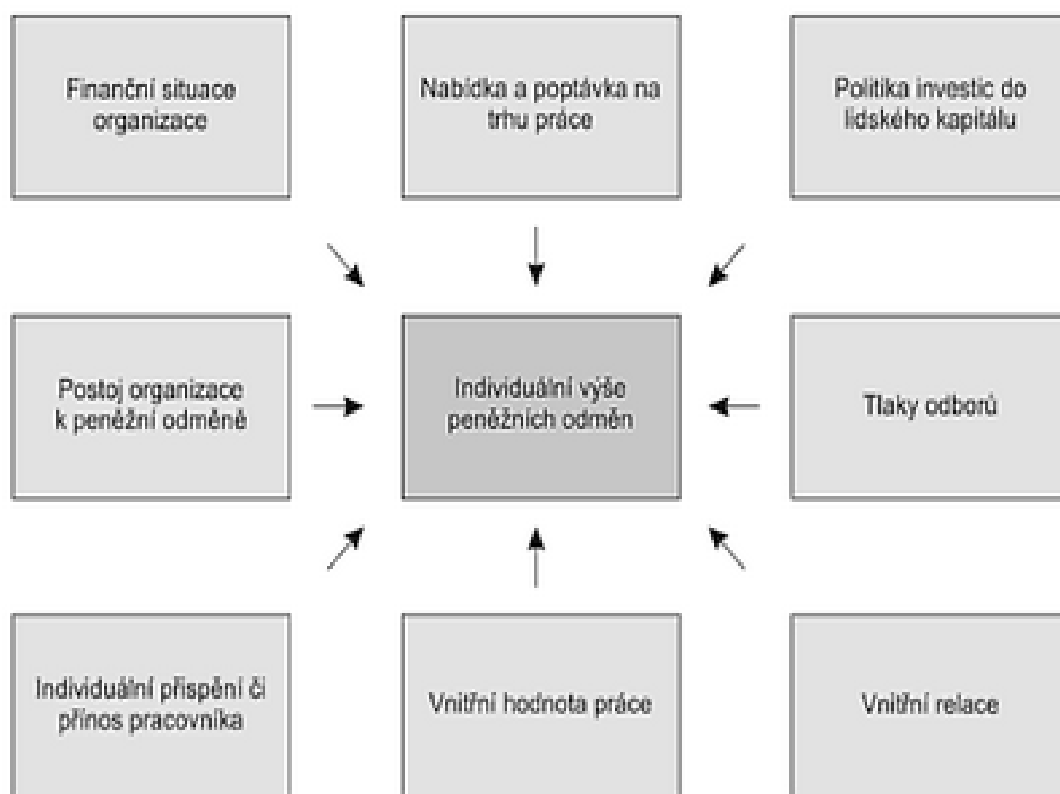 Finanční situace
organizace
Nabídka a poptávka na
trhu práce
Politika investic do
lidského kapitálu
Postoj organizace
k peněžní odměně
Individuální výše
peněžních odměn
Tlaky odborů
Individuální přispění či
přínos pracovníka
Vnitřní hodnota práce
Vnitřní relace